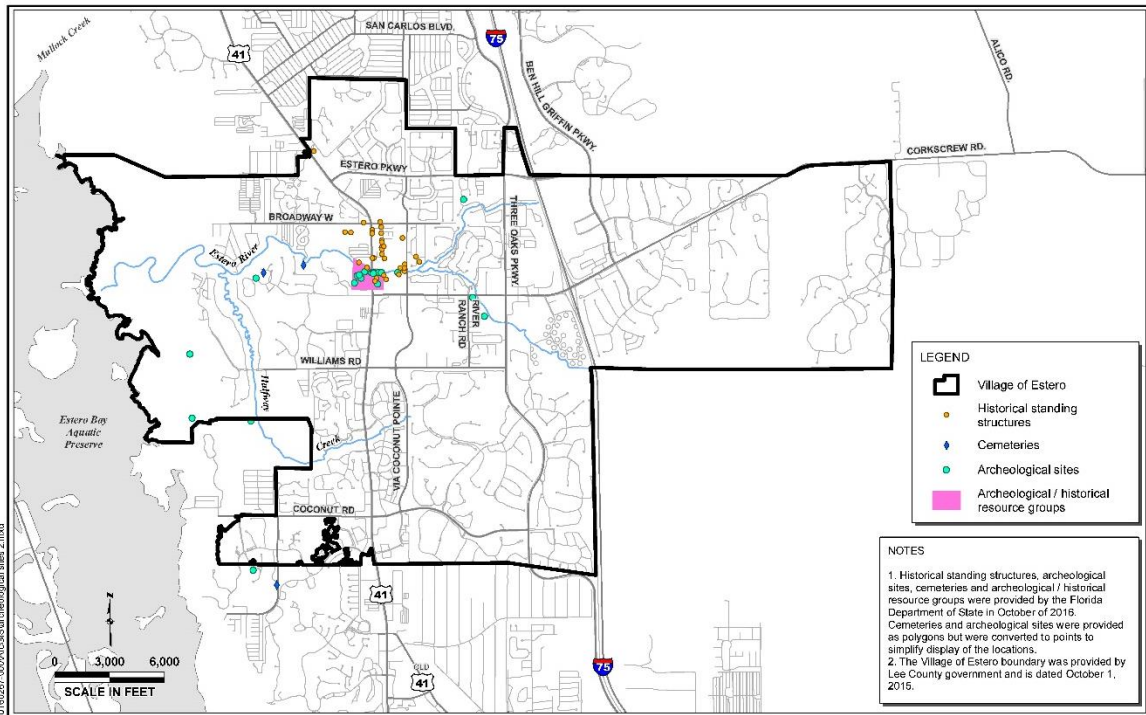 Mullock Creek
SAN CARLOS BLVD.
41
75
BEN HILL GRIFFIN PKWY.
ALICO RD.
CORKSCREW RD.
ESTERO PKWY
BROADWAY W
THREE OAKS PKWY.
Estero River
RIVER
RANCH RD
WILLIAMS RD
Halfway
Creek
VIA COCONUT POINTE
Estero Bay
Aquatic
Preserve
COCONUT RD
41
OLD
41
75
N
0 3,000 6,000
SCALE IN FEET
LEGEND
Village of Estero
Historical standing
structures
Cemeteries
Archeological sites
Archeological / historical
resource groups
NOTES
1. Historical standing structures, archeological
sites, cemeteries and archeological / historical
resource groups were provided by the Florida
Department of State in October of 2016.
Cemeteries and archeological sites were provided
as polygons but were converted to points to
simplify display of the locations.
2. The Village of Estero boundary was provided by
Lee County government and is dated October 1,
2015.